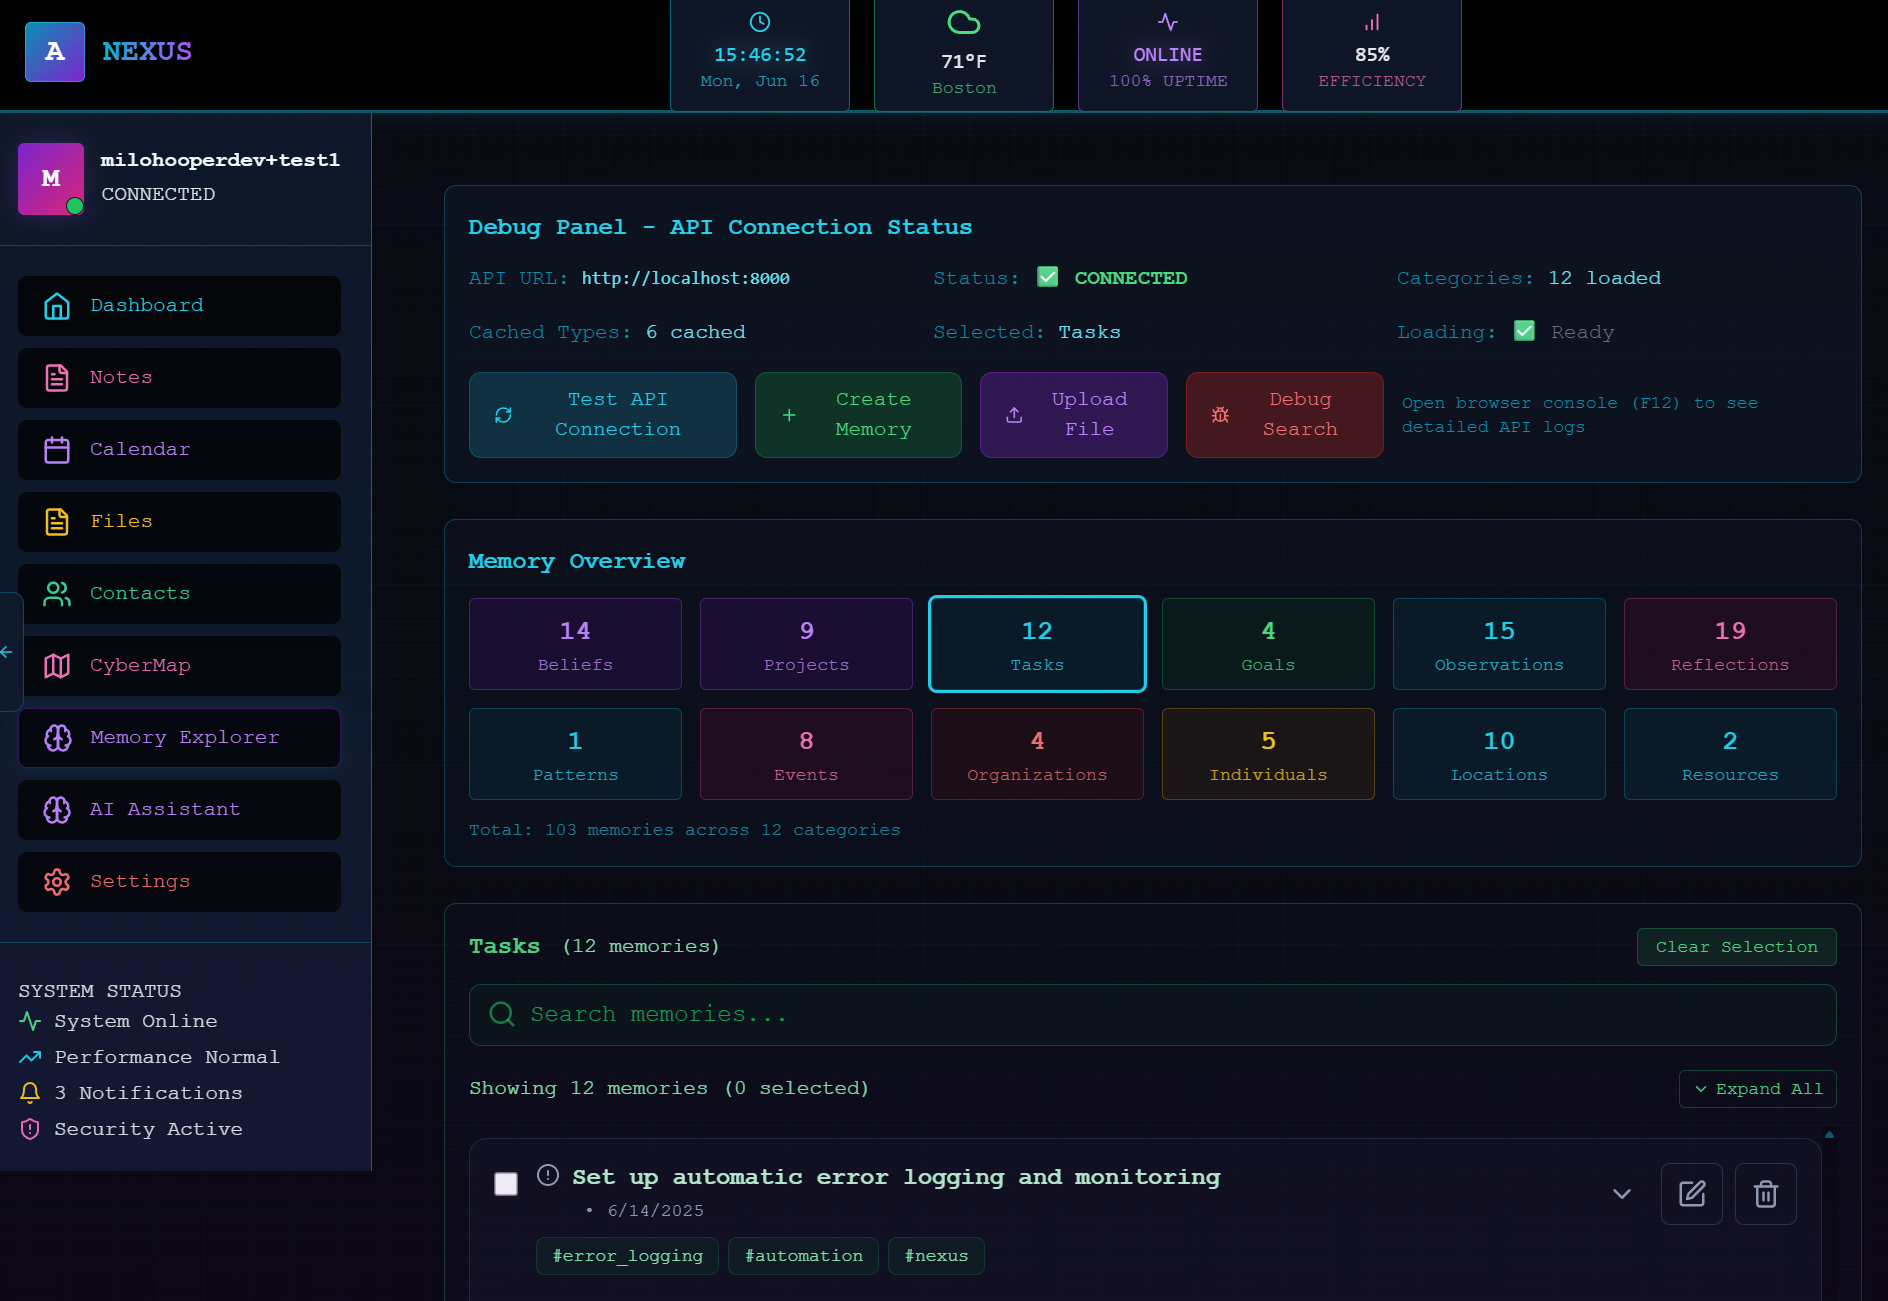 A NEXUS
15:46:52
Mon, Jun 16
71°F
Boston
ONLINE
100% UPTIME
85%
EFFICIENCY
M
milohooperdev+test1
CONNECTED
Dashboard
Notes
Calendar
Files
Contacts
CyberMap
Memory Explorer
AI Assistant
Settings
SYSTEM STATUS
System Online
Performance Normal
3 Notifications
Security Active
Debug Panel - API Connection Status
API URL: http://localhost:8000
Status: ✅ CONNECTED
Categories: 12 loaded
Cached Types: 6 cached
Selected: Tasks
Loading: ✅ Ready
Test API
Connection
Create
Memory
Upload
File
Debug
Search
Open browser console (F12) to see
detailed API logs
Memory Overview
14
Beliefs
9
Projects
12
Tasks
4
Goals
15
Observations
19
Reflections
1
Patterns
8
Events
4
Organizations
5
Individuals
10
Locations
2
Resources
Total: 103 memories across 12 categories
Tasks (12 memories)
Clear Selection
Search memories...
Showing 12 memories (0 selected)
Expand All
Set up automatic error logging and monitoring
• 6/14/2025
#error_logging #automation #nexus